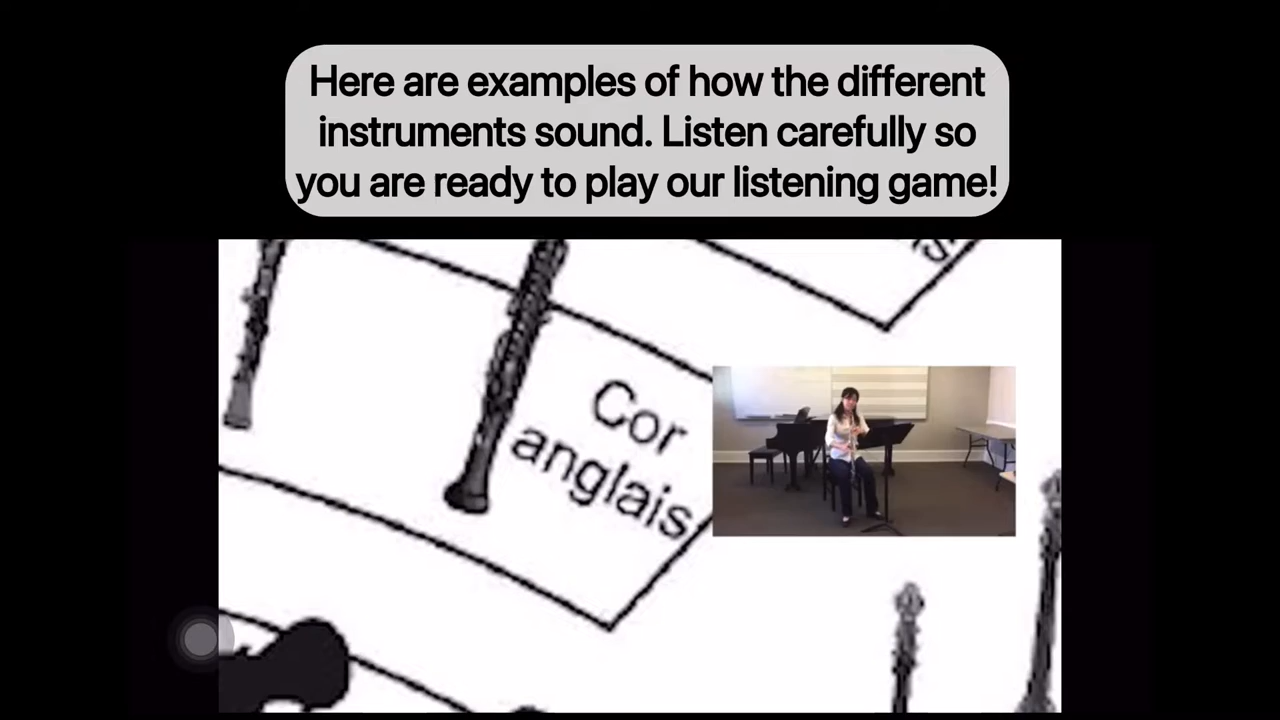 Here are examples of how the different
instruments sound. Listen carefully so
you are ready to play our listening game!
Cor
anglais